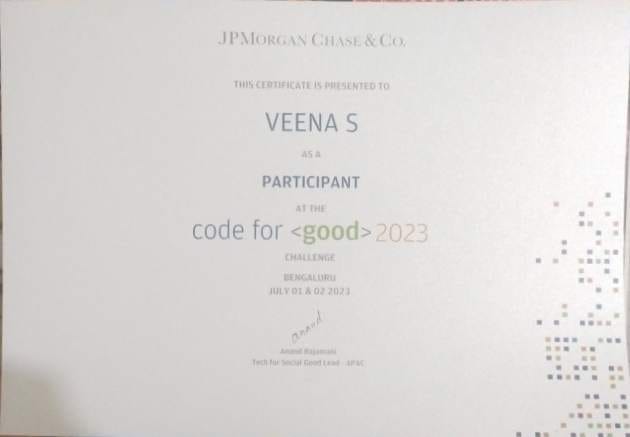 JPMORGAN CHASE & CO.
THIS CERTIFICATE IS PRESENTED TO
VEENA S
AS A
PARTICIPANT
AT THE
code for <good> 2023
CHALLENGE
BENGALURU
JULY 01 & 02 2023
anand
Anand Rajamani
Tech for Social Good Lead - APAC